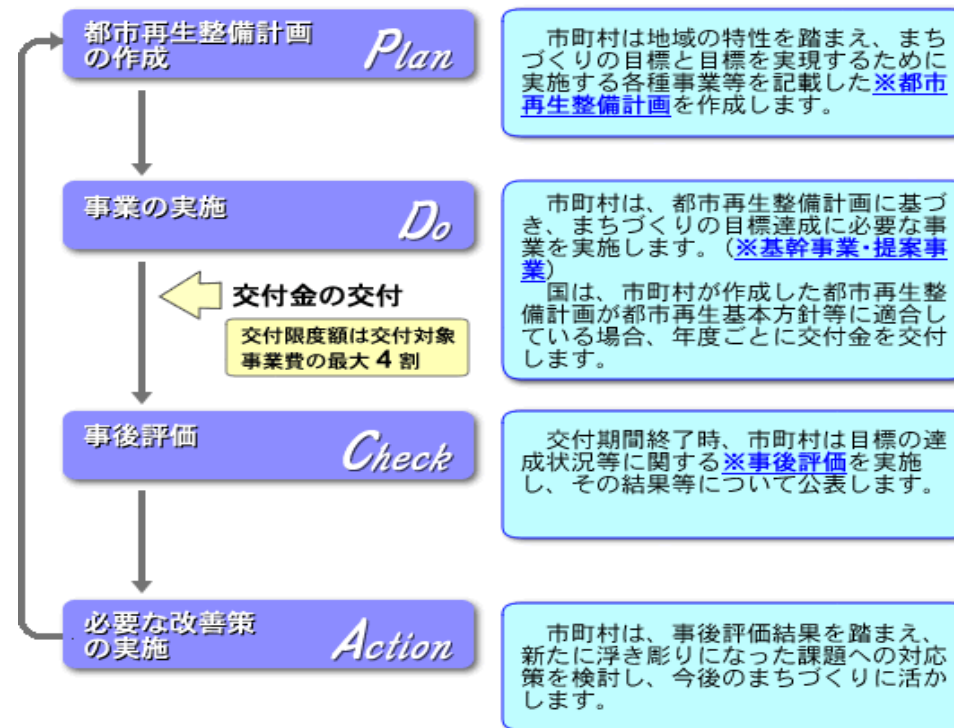 都市再生整備計画
の作成
Plan
市町村は地域の特性を踏まえ、まち
づくりの目標と目標を実現するために
実施する各種事業等を記載した※都市
再生整備計画を作成します。
事業の実施
Do
市町村は、都市再生整備計画に基づ
き、まちづくりの目標達成に必要な事
業を実施します。(※基幹事業・提案事
業)
国は、市町村が作成した都市再生整
備計画が都市再生基本方針等に適合し
ている場合、年度ごとに交付金を交付
します。
交付金の交付
交付限度額は交付対象
事業費の最大4割
事後評価
Check
交付期間終了時、市町村は目標の達
成状況等に関する※事後評価を実施
し、その結果等について公表します。
必要な改善策
の実施
Action
市町村は、事後評価結果を踏まえ、
新たに浮き彫りになった課題への対応
策を検討し、今後のまちづくりに活か
します。